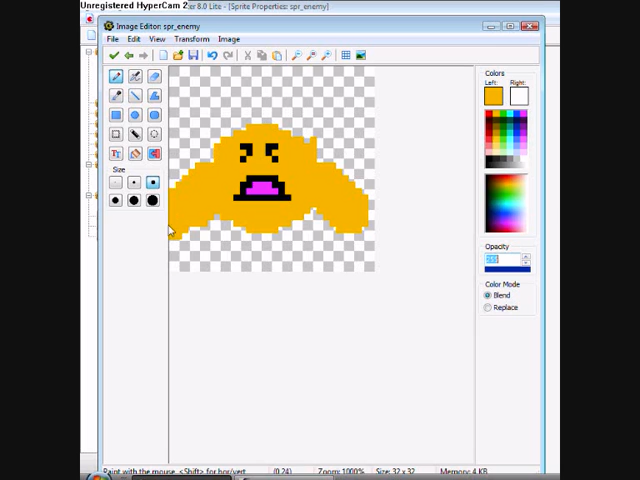 Unregistered HyperCam 2
er 8.0 Lite - [Sprite Properties: spr_enemy]
Image Editor: spr_enemy
File Edit View Transform Image
Colors
Left: Right:
Size
Opacity
Color Mode
Blend
Replace
Paint with the mouse, <Shift> for hor/vert (0,24) Zoom: 1000% Size: 32 x 32 Memory: 4 KB